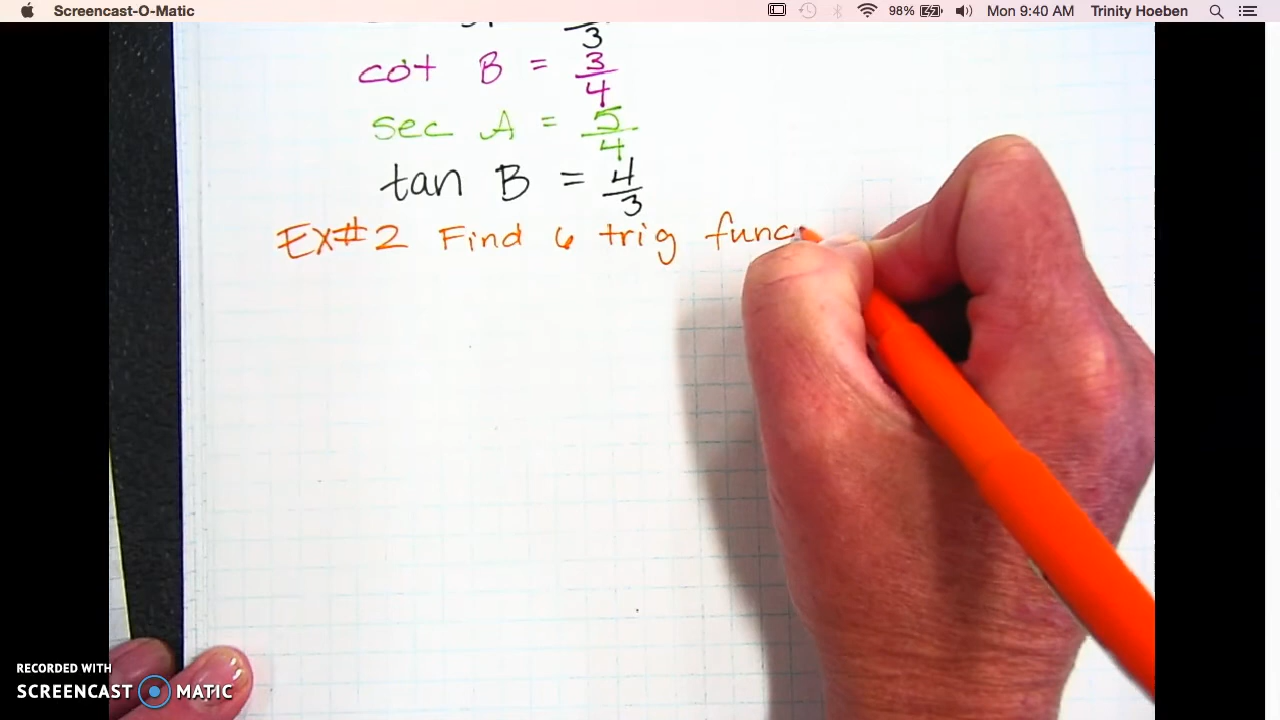 Screencast-O-Matic 98% Mon 9:40 AM Trinity Hoeben
3
cot B = 3/4
sec A = 5/4
tan B = 4/3
Ex#2 Find 6 trig func
RECORDED WITH
SCREENCAST MATIC